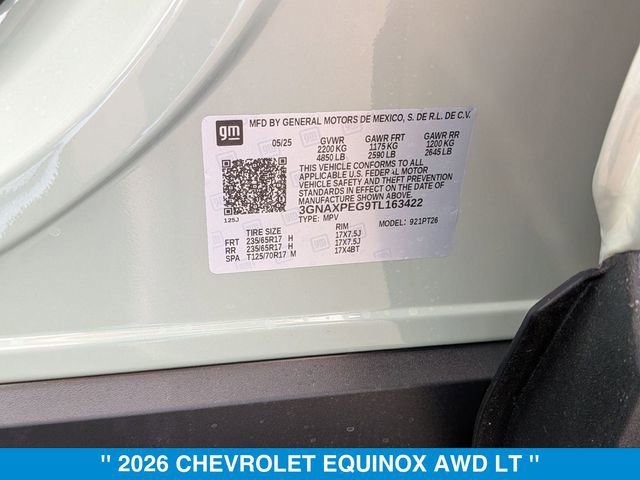 gm MFD BY GENERAL MOTORS DE MEXICO, S. DE R.L. DE C.V.
05/25 GVWR GAWR FRT GAWR RR
2200 KG 1175 KG 1200 KG
4850 LB 2590 LB 2645 LB
THIS VEHICLE CONFORMS TO ALL
APPLICABLE U.S. FEDERAL MOTOR
VEHICLE SAFETY STANDARDS IN
EFFECT ON THE DATE OF
MANUFACTURE SHOWN ABOVE.
3GNAXPEG9TL163422
125J TYPE: MPV MODEL: 921PT26
TIRE SIZE RIM
FRT 235/65R17 H 17X7.5J
RR 235/65R17 H 17X7.5J
SPA T125/70R17 M 17X4BT
" 2026 CHEVROLET EQUINOX AWD LT "